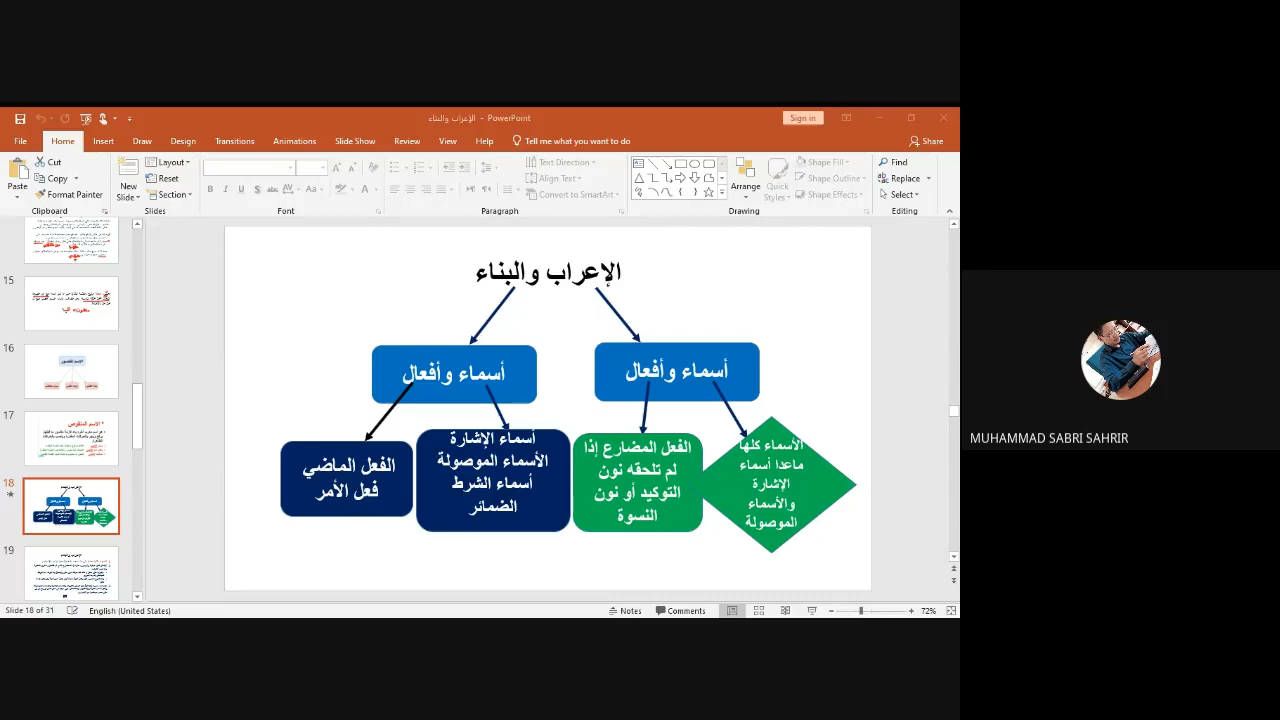 الإعراب والبناء - PowerPoint
Sign in
File Home Insert Draw Design Transitions Animations Slide Show Review View Help Tell me what you want to do Share
Paste
Cut
Copy
Format Painter
Clipboard
New Slide
Layout
Reset
Section
Slides
Font
Text Direction
Align Text
Convert to SmartArt
Paragraph
Arrange
Quick Styles
Shape Fill
Shape Outline
Shape Effects
Drawing
Find
Replace
Select
Editing
15
16
17
18
19
الإعراب والبناء
أسماء وأفعال
أسماء وأفعال
الأسماء كلها
ماعدا أسماء
الإشارة
والأسماء
الموصولة
الفعل المضارع إذا
لم تلحقه نون
التوكيد أو نون
النسوة
أسماء الإشارة
الأسماء الموصولة
أسماء الشرط
الضمائر
الفعل الماضي
فعل الأمر
MUHAMMAD SABRI SAHRIR
Slide 18 of 31 English (United States) Notes Comments 72%